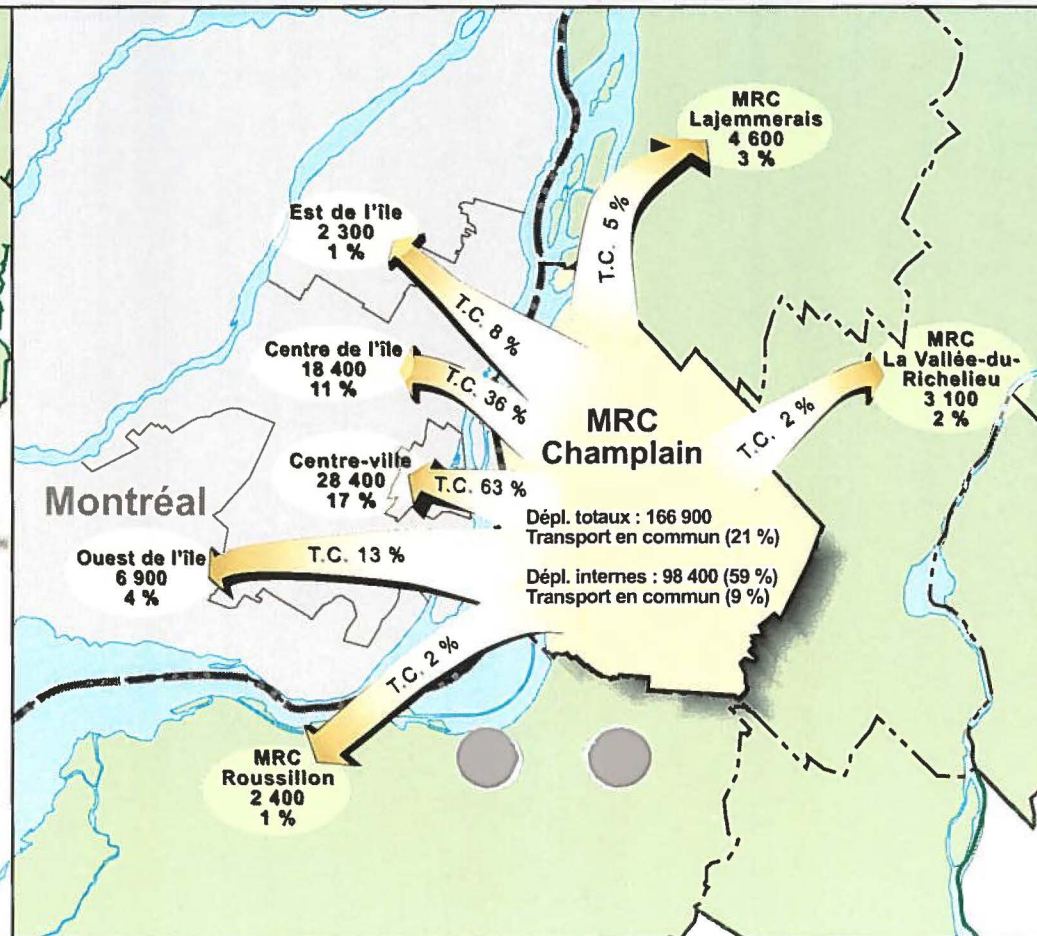 MRC
Lajemmerais
4 600
3 %
T.C. 5 %
Est de l'île
2 300
1 %
T.C. 8 %
MRC
La Vallée-du-
Richelieu
3 100
2 %
T.C. 2 %
Centre de l'île
18 400
11 %
T.C. 36 %
MRC
Champlain
Centre-ville
28 400
17 %
T.C. 63 %
Montréal
Dépl. totaux : 166 900
Transport en commun (21 %)
Ouest de l'île
6 900
4 %
T.C. 13 %
Dépl. internes : 98 400 (59 %)
Transport en commun (9 %)
T.C. 2 %
MRC
Roussillon
2 400
1 %